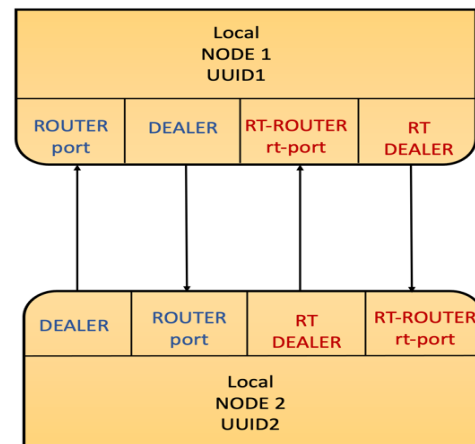 Local
NODE 1
UUID1
ROUTER
port
DEALER
RT-ROUTER
rt-port
RT
DEALER
DEALER
ROUTER
port
RT
DEALER
RT-ROUTER
rt-port
Local
NODE 2
UUID2